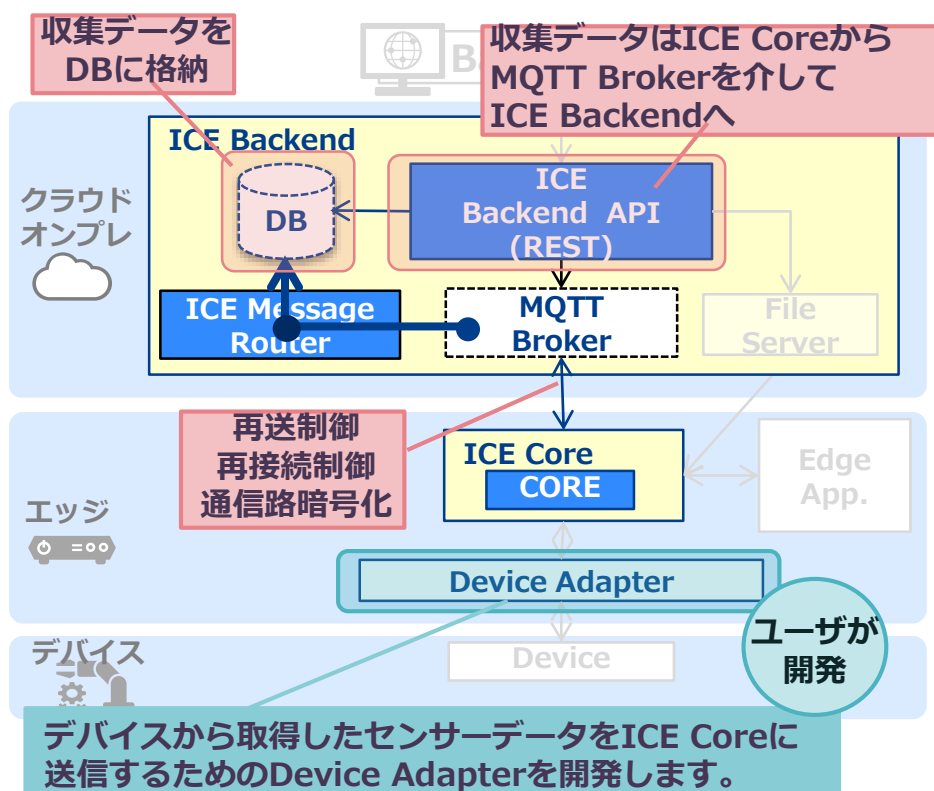 収集データを
DBに格納
Ba
収集データはICE Coreから
MQTT Brokerを介して
ICE Backendへ
ICE Backend
クラウド
オンプレ
DB
ICE
Backend API
(REST)
ICE Message
Router
MQTT
Broker
File
Server
再送制御
再接続制御
通信路暗号化
ICE Core
CORE
Edge
App.
エッジ
Device Adapter
ユーザが
開発
デバイス
Device
デバイスから取得したセンサーデータをICE Coreに
送信するためのDevice Adapterを開発します。